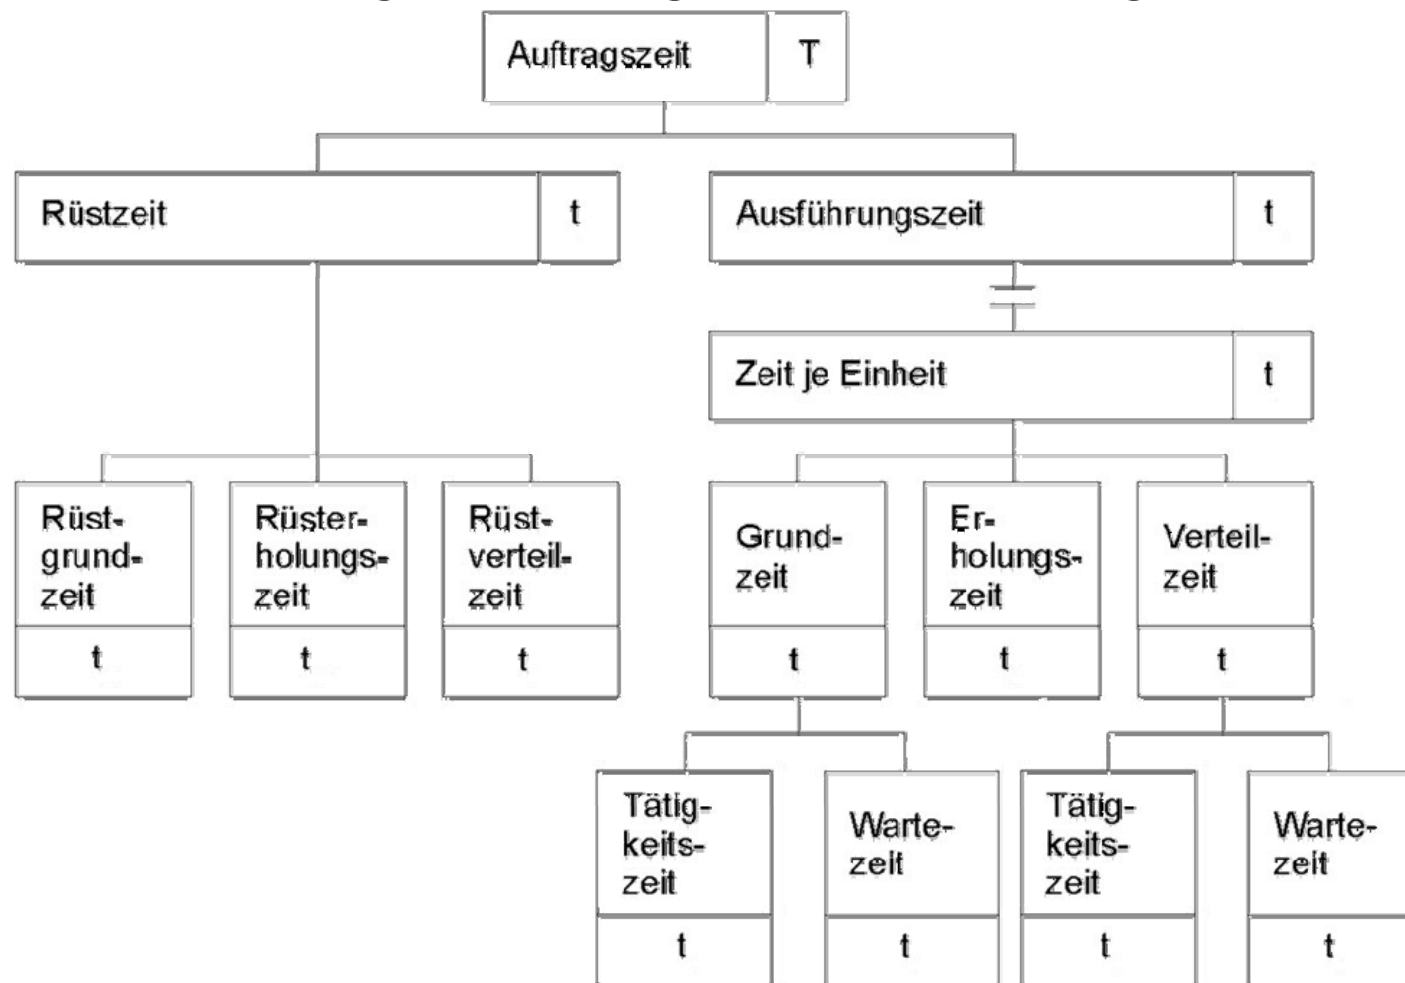 Auftragszeit T
Rüstzeit t
Ausführungszeit t
Zeit je Einheit t
Rüst-
grund-
zeit
t
Rüster-
holungs-
zeit
t
Rüst-
verteil-
zeit
t
Grund-
zeit
t
Er-
holungs-
zeit
t
Verteil-
zeit
t
Tätig-
keits-
zeit
t
Warte-
zeit
t
Tätig-
keits-
zeit
t
Warte-
zeit
t